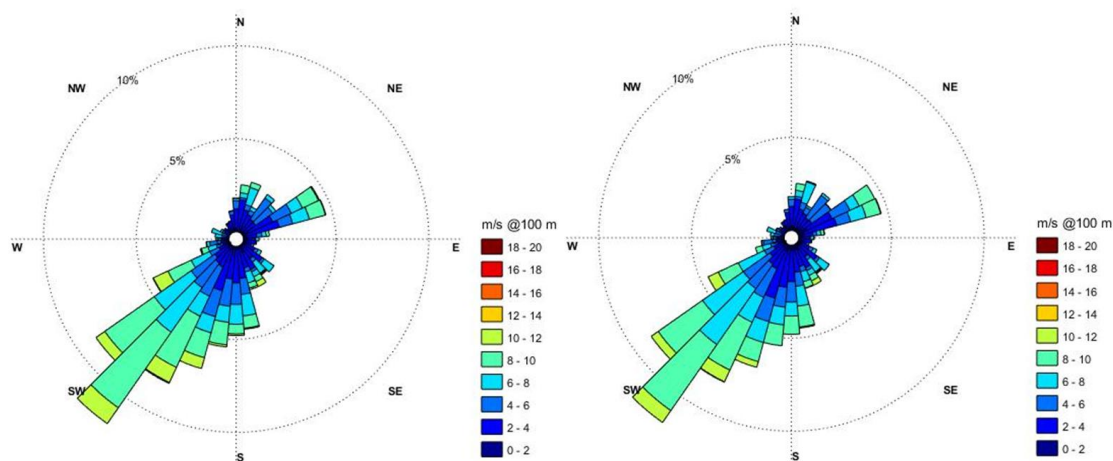 N
NW
NE
10%
5%
W
E
SW
SE
S
m/s @100 m
18 - 20
16 - 18
14 - 16
12 - 14
10 - 12
8 - 10
6 - 8
4 - 6
2 - 4
0 - 2
N
NW
NE
10%
5%
W
E
SW
SE
S
m/s @100 m
18 - 20
16 - 18
14 - 16
12 - 14
10 - 12
8 - 10
6 - 8
4 - 6
2 - 4
0 - 2